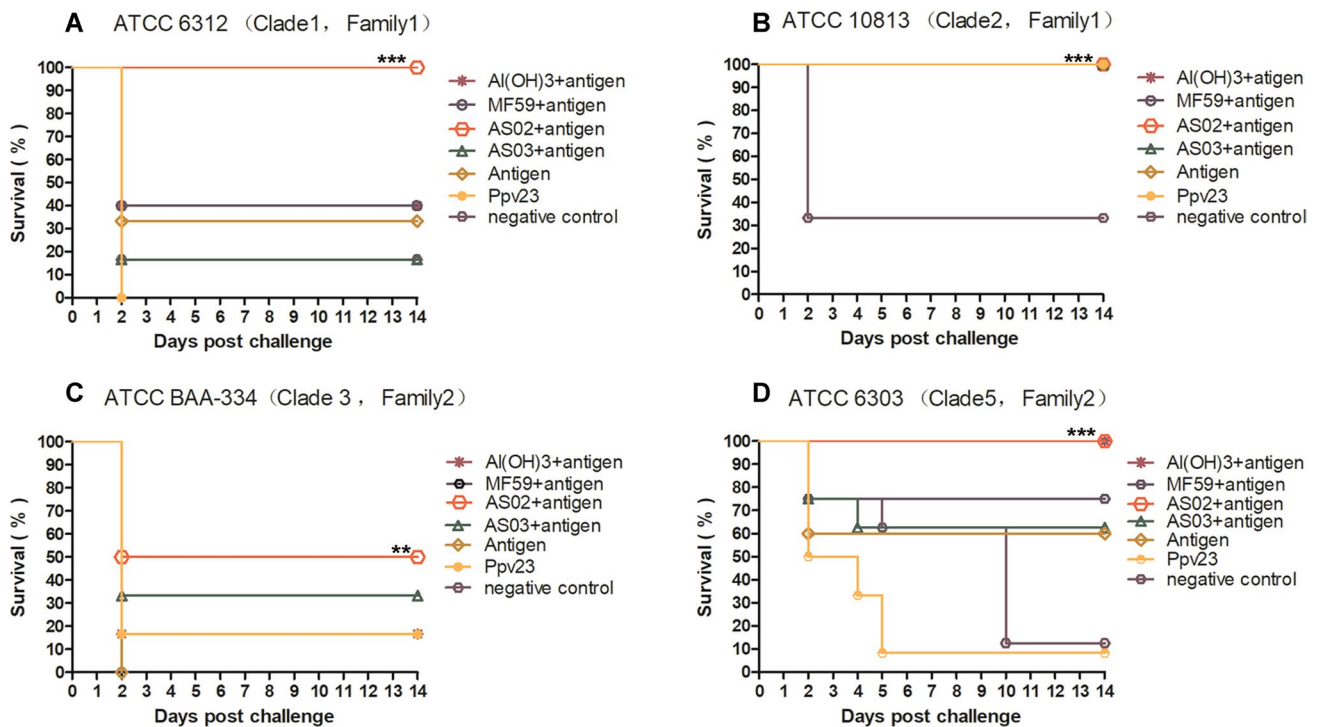 A ATCC 6312 （Clade1， Family1）
***
100
90
80
70
60
50
40
30
20
10
0
Survival ( % )
0 1 2 3 4 5 6 7 8 9 10 11 12 13 14
Days post challenge
Al(OH)3+antigen
MF59+antigen
AS02+antigen
AS03+antigen
Antigen
Ppv23
negative control
B ATCC 10813 （Clade2， Family1）
***
100
90
80
70
60
50
40
30
20
10
0
Survival ( % )
0 1 2 3 4 5 6 7 8 9 10 11 12 13 14
Days post challenge
Al(OH)3+atigen
MF59+antigen
AS02+antigen
AS03+antigen
Antigen
Ppv23
negative control
C ATCC BAA-334 （Clade 3 ， Family2）
**
100
90
80
70
60
50
40
30
20
10
0
Survival ( % )
0 1 2 3 4 5 6 7 8 9 10 11 12 13 14
Days post challenge
Al(OH)3+antigen
MF59+antigen
AS02+antigen
AS03+antigen
Antigen
Ppv23
negative control
D ATCC 6303 （Clade5， Family2）
***
100
90
80
70
60
50
40
30
20
10
0
Survival ( % )
0 1 2 3 4 5 6 7 8 9 10 11 12 13 14
Days post challenge
Al(OH)3+antigen
MF59+antigen
AS02+antigen
AS03+antigen
Antigen
Ppv23
negative control